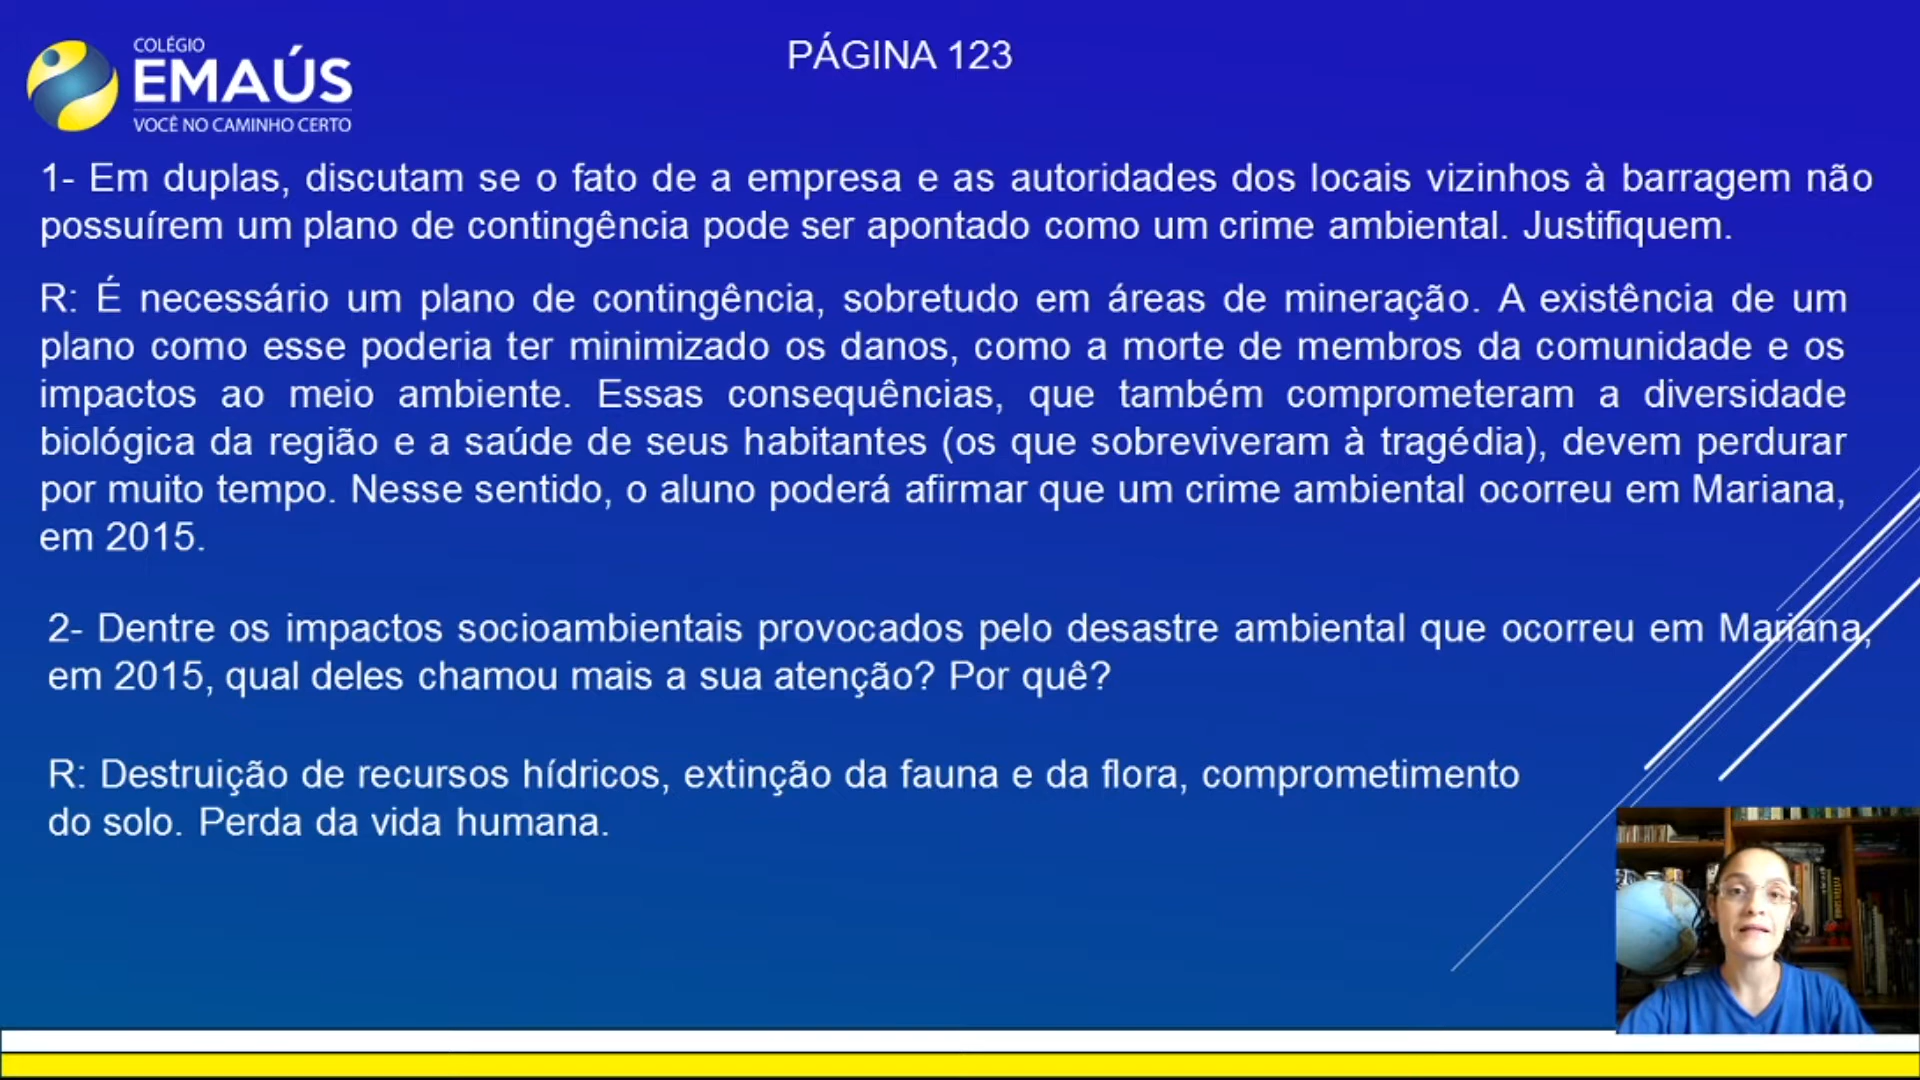 COLÉGIO
EMAÚS
VOCÊ NO CAMINHO CERTO
PÁGINA 123
1- Em duplas, discutam se o fato de a empresa e as autoridades dos locais vizinhos à barragem não
possuírem um plano de contingência pode ser apontado como um crime ambiental. Justifiquem.
R: É necessário um plano de contingência, sobretudo em áreas de mineração. A existência de um
plano como esse poderia ter minimizado os danos, como a morte de membros da comunidade e os
impactos ao meio ambiente. Essas consequências, que também comprometeram a diversidade
biológica da região e a saúde de seus habitantes (os que sobreviveram à tragédia), devem perdurar
por muito tempo. Nesse sentido, o aluno poderá afirmar que um crime ambiental ocorreu em Mariana,
em 2015.
2- Dentre os impactos socioambientais provocados pelo desastre ambiental que ocorreu em Mariana,
em 2015, qual deles chamou mais a sua atenção? Por quê?
R: Destruição de recursos hídricos, extinção da fauna e da flora, comprometimento
do solo. Perda da vida humana.